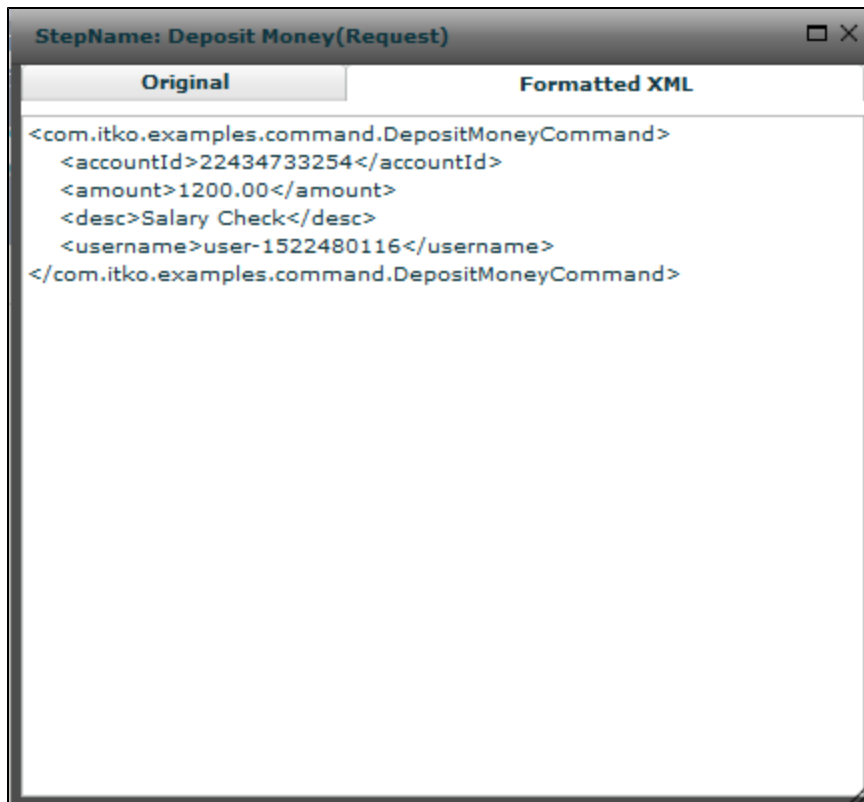 StepName: Deposit Money(Request)
Original
Formatted XML
<com.itko.examples.command.DepositMoneyCommand>
<accountId>22434733254</accountId>
<amount>1200.00</amount>
<desc>Salary Check</desc>
<username>user-1522480116</username>
</com.itko.examples.command.DepositMoneyCommand>